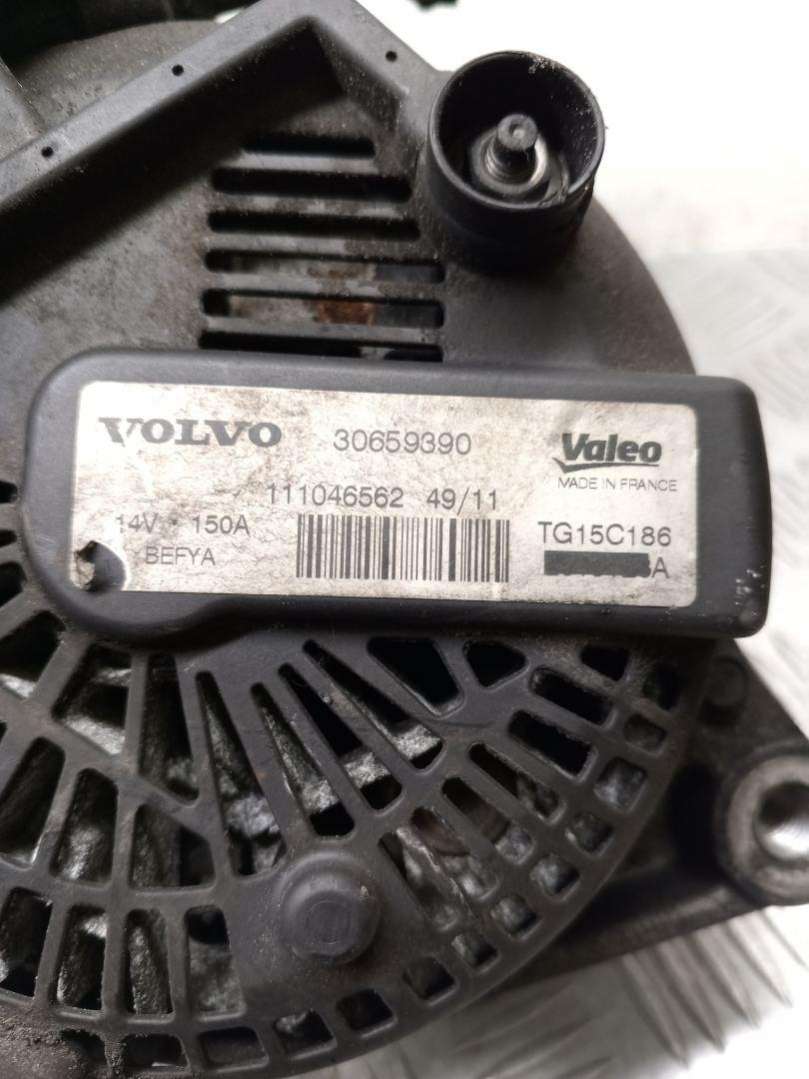 VOLVO 30659390 Valeo
MADE IN FRANCE
111046562 49/11
14V • 150A TG15C186
BEFYA